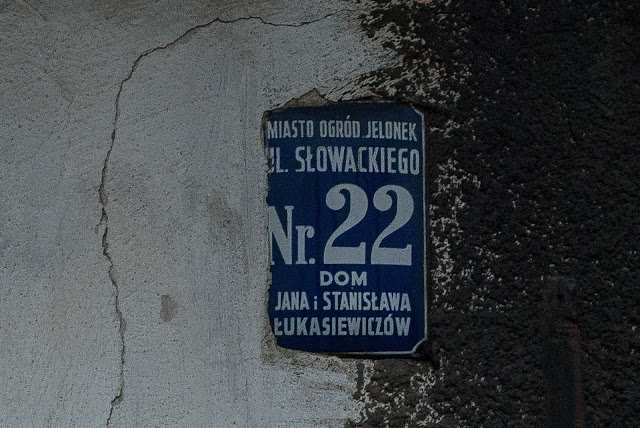 MIASTO OGRÓD JELONEK
UL. SŁOWACKIEGO
Nr. 22
DOM
JANA i STANISŁAWA
ŁUKASIEWICZÓW